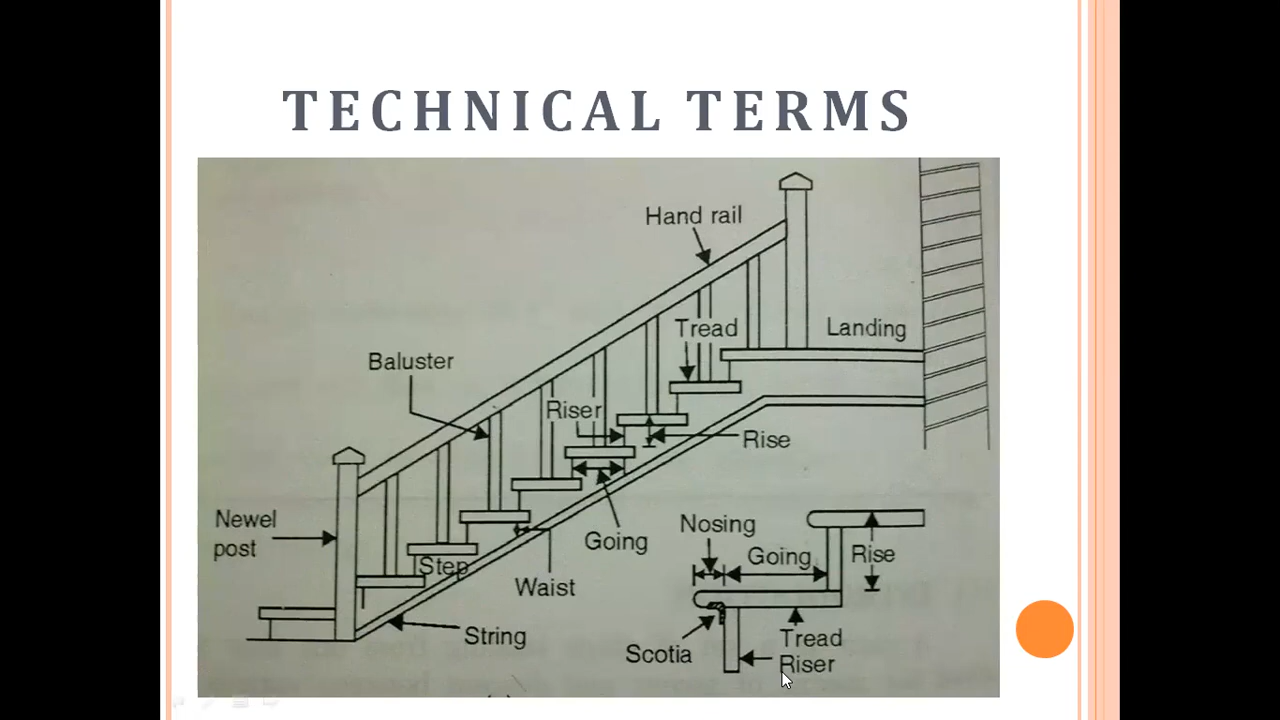 TECHNICAL TERMS
Hand rail
Tread
Landing
Baluster
Riser
Rise
Newel
post
Going
Step
Waist
String
Nosing
Going
Rise
Scotia
Tread
Riser